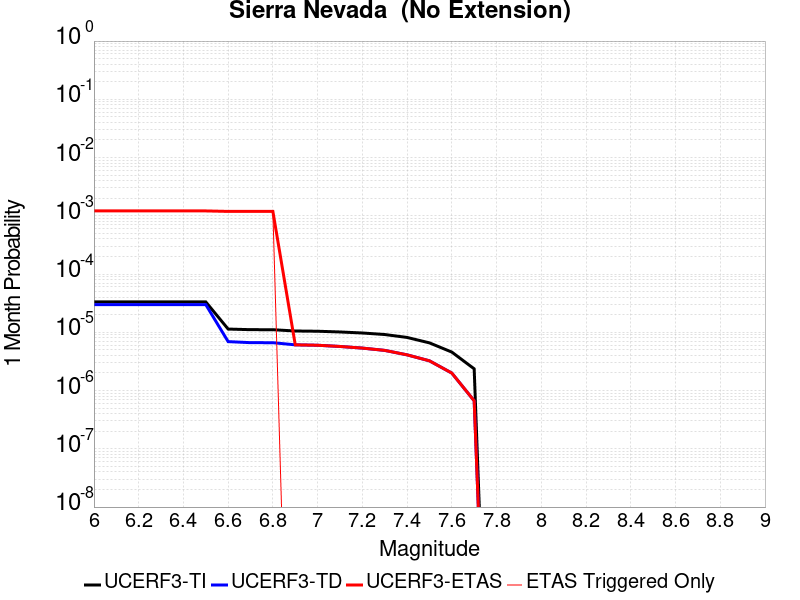 Sierra Nevada  (No Extension)
10^0
10^-1
10^-2
10^-3
10^-4
10^-5
10^-6
10^-7
10^-8
1 Month Probability
6 6.2 6.4 6.6 6.8 7 7.2 7.4 7.6 7.8 8 8.2 8.4 8.6 8.8 9
Magnitude
UCERF3-TI UCERF3-TD UCERF3-ETAS ETAS Triggered Only